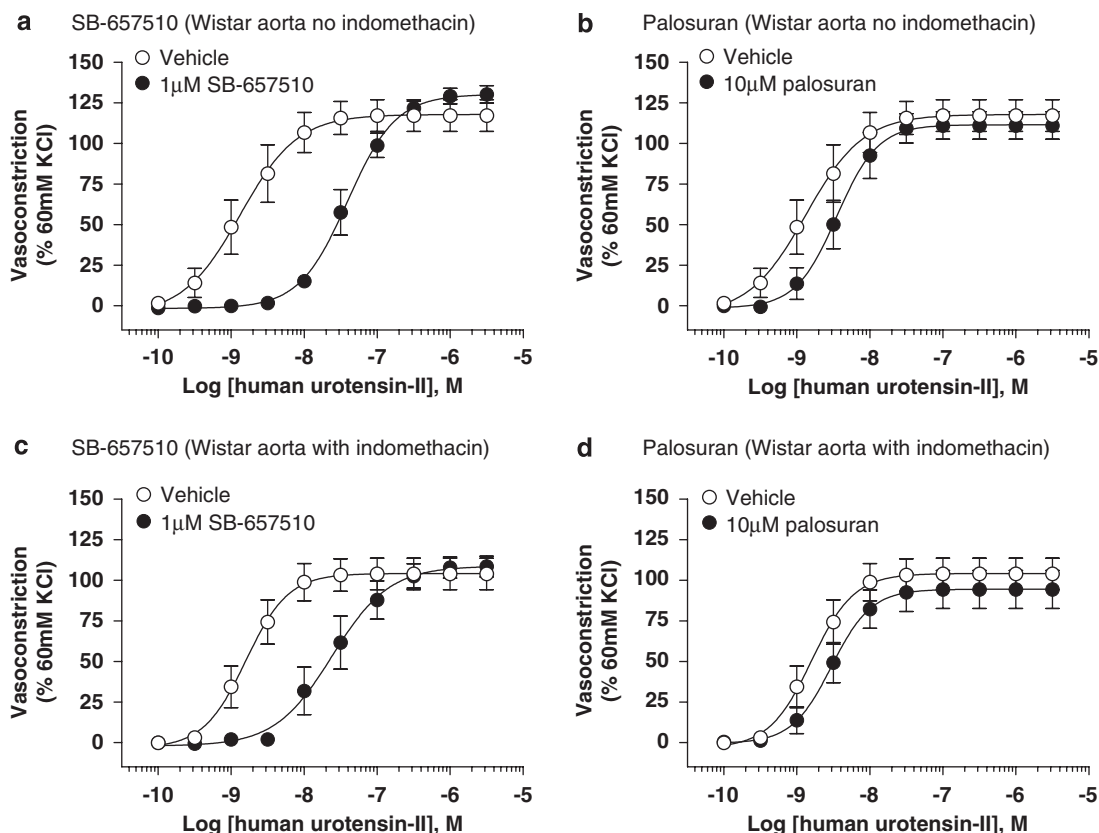 a SB-657510 (Wistar aorta no indomethacin)
Vehicle
1μM SB-657510
150
125
100
75
50
25
0
Vasoconstriction
(% 60mM KCl)
-10 -9 -8 -7 -6 -5
Log [human urotensin-II], M
b Palosuran (Wistar aorta no indomethacin)
Vehicle
10μM palosuran
150
125
100
75
50
25
0
Vasoconstriction
(% 60mM KCl)
-10 -9 -8 -7 -6 -5
Log [human urotensin-II], M
c SB-657510 (Wistar aorta with indomethacin)
Vehicle
1μM SB-657510
150
125
100
75
50
25
0
Vasoconstriction
(% 60mM KCl)
-10 -9 -8 -7 -6 -5
Log [human urotensin-II], M
d Palosuran (Wistar aorta with indomethacin)
Vehicle
10μM palosuran
150
125
100
75
50
25
0
Vasoconstriction
(% 60mM KCl)
-10 -9 -8 -7 -6 -5
Log [human urotensin-II], M